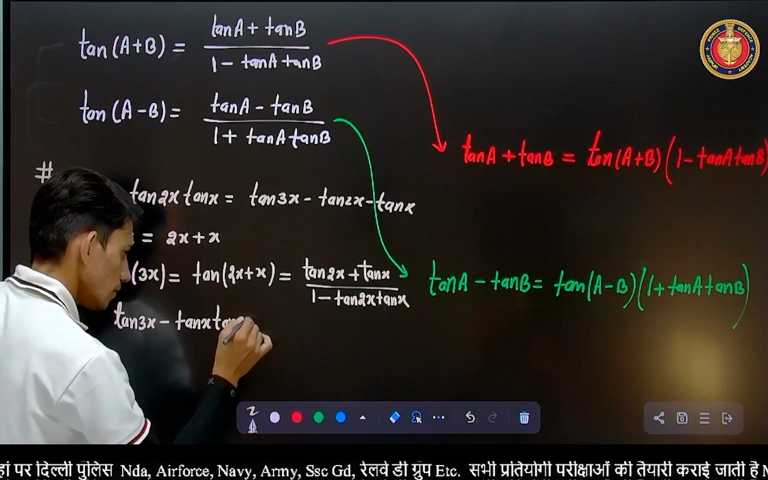 tan(A+B) = tanA + tanB / 1 - tanA tanB
tan(A-B) = tanA - tanB / 1 + tanA tanB
tanA + tanB = tan(A+B)(1 - tanA tanB)
#
tan2x tanx = tan3x - tan2x - tanx
= 2x + x
(3x) = tan(2x+x) = tan2x + tanx / 1 - tan2x tanx
tanA - tanB = tan(A-B)(1 + tanA tanB)
tan3x - tanx
पर दिल्ली पुलिस Nda, Airforce, Navy, Army, Ssc Gd, रेलवे डी ग्रुप Etc. सभी प्रतियोगी परीक्षाओं की तैयारी कराई जाती है